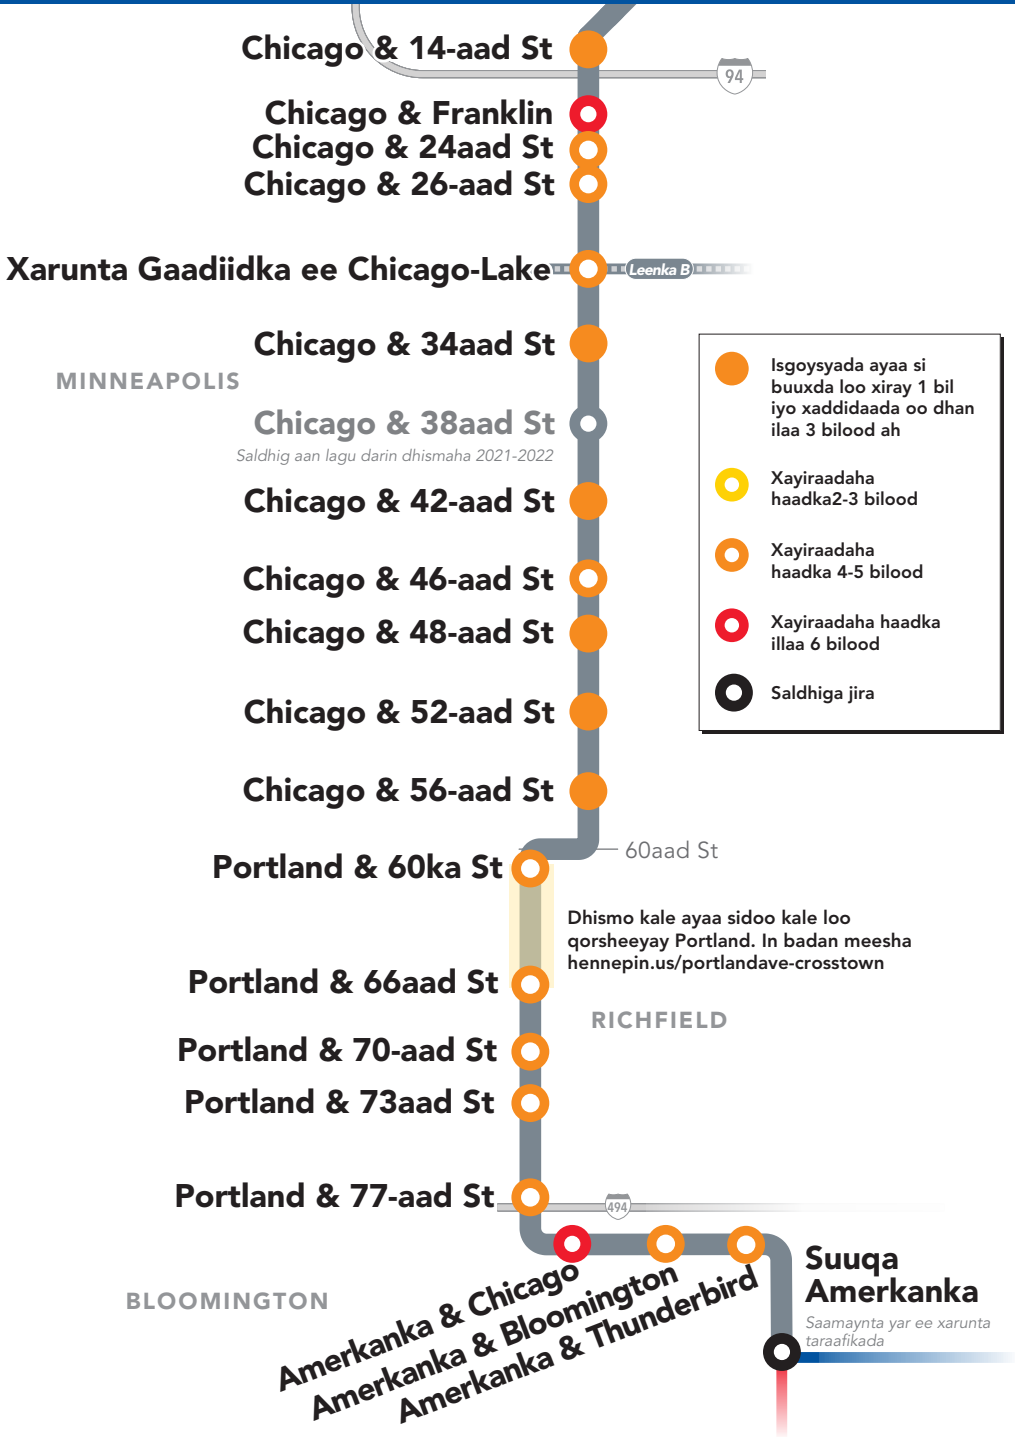 Chicago & 14-aad St
94
Chicago & Franklin
Chicago & 24aad St
Chicago & 26-aad St
Xarunta Gaadiidka ee Chicago-Lake
Leenka B
Chicago & 34aad St
MINNEAPOLIS
Chicago & 38aad St
Saldhig aan lagu darin dhismaha 2021-2022
Chicago & 42-aad St
Chicago & 46-aad St
Chicago & 48-aad St
Chicago & 52-aad St
Chicago & 56-aad St
Isgoysyada ayaa si
buuxda loo xiray 1 bil
iyo xaddidaada oo dhan
ilaa 3 bilood ah
Xayiraadaha
haadka2-3 bilood
Xayiraadaha
haadka 4-5 bilood
Xayiraadaha haadka
illaa 6 bilood
Saldhiga jira
60aad St
Portland & 60ka St
Dhismo kale ayaa sidoo kale loo
qorsheeyay Portland. In badan meesha
hennepin.us/portlandave-crosstown
Portland & 66aad St
RICHFIELD
Portland & 70-aad St
Portland & 73aad St
Portland & 77-aad St
494
BLOOMINGTON
Amerkanka & Chicago
Amerkanka & Bloomington
Amerkanka & Thunderbird
Suuqa
Amerkanka
Saamaynta yar ee xarunta
taraafikada